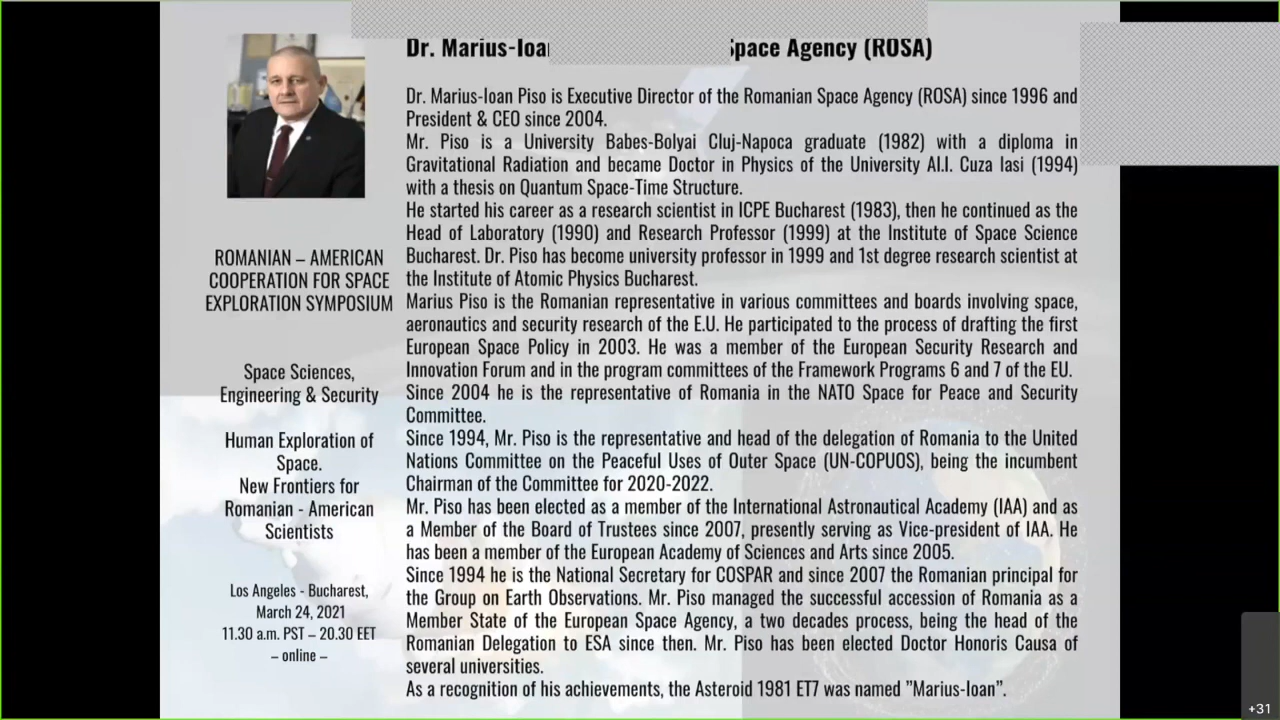 Dr. Marius-Ioan Space Agency (ROSA)
Dr. Marius-Ioan Piso is Executive Director of the Romanian Space Agency (ROSA) since 1996 and
President & CEO since 2004.
Mr. Piso is a University Babes-Bolyai Cluj-Napoca graduate (1982) with a diploma in
Gravitational Radiation and became Doctor in Physics of the University Al.I. Cuza Iasi (1994)
with a thesis on Quantum Space-Time Structure.
He started his career as a research scientist in ICPE Bucharest (1983), then he continued as the
Head of Laboratory (1990) and Research Professor (1999) at the Institute of Space Science
Bucharest. Dr. Piso has become university professor in 1999 and 1st degree research scientist at
the Institute of Atomic Physics Bucharest.
Marius Piso is the Romanian representative in various committees and boards involving space,
aeronautics and security research of the E.U. He participated to the process of drafting the first
European Space Policy in 2003. He was a member of the European Security Research and
Innovation Forum and in the program committees of the Framework Programs 6 and 7 of the EU.
Since 2004 he is the representative of Romania in the NATO Space for Peace and Security
Committee.
Since 1994, Mr. Piso is the representative and head of the delegation of Romania to the United
Nations Committee on the Peaceful Uses of Outer Space (UN-COPUOS), being the incumbent
Chairman of the Committee for 2020-2022.
Mr. Piso has been elected as a member of the International Astronautical Academy (IAA) and as
a Member of the Board of Trustees since 2007, presently serving as Vice-president of IAA. He
has been a member of the European Academy of Sciences and Arts since 2005.
Since 1994 he is the National Secretary for COSPAR and since 2007 the Romanian principal for
the Group on Earth Observations. Mr. Piso managed the successful accession of Romania as a
Member State of the European Space Agency, a two decades process, being the head of the
Romanian Delegation to ESA since then. Mr. Piso has been elected Doctor Honoris Causa of
several universities.
As a recognition of his achievements, the Asteroid 1981 ET7 was named ”Marius-Ioan”.
ROMANIAN – AMERICAN
COOPERATION FOR SPACE
EXPLORATION SYMPOSIUM
Space Sciences,
Engineering & Security
Human Exploration of
Space.
New Frontiers for
Romanian - American
Scientists
Los Angeles - Bucharest,
March 24, 2021
11.30 a.m. PST – 20.30 EET
– online –
+31